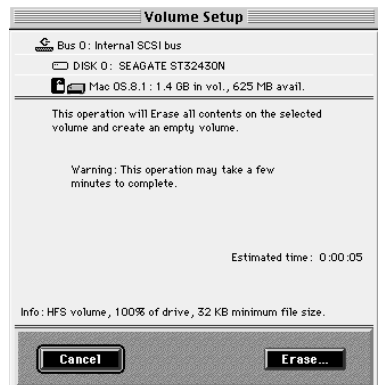 Volume Setup
Bus 0: Internal SCSI bus
DISK 0: SEAGATE ST32430N
Mac OS.8.1: 1.4 GB in vol., 625 MB avail.
This operation will Erase all contents on the selected
volume and create an empty volume.
Warning: This operation may take a few
minutes to complete.
Estimated time: 0:00:05
Info: HFS volume, 100% of drive, 32 KB minimum file size.
Cancel
Erase...